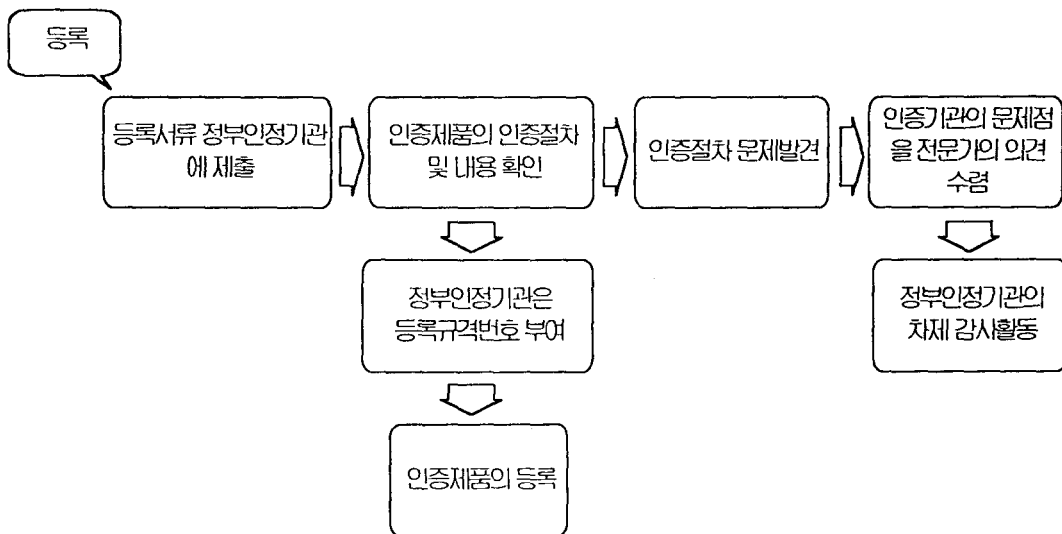 등록
등록서류 정부인정기관
에 제출
인증제품의 인증절차
및 내용 확인
인증절차 문제발견
인증기관의 문제점
을 전문가의 의견
수렴
정부인정기관은
등록규격번호 부여
정부인정기관의
차제 감사활동
인증제품의 등록